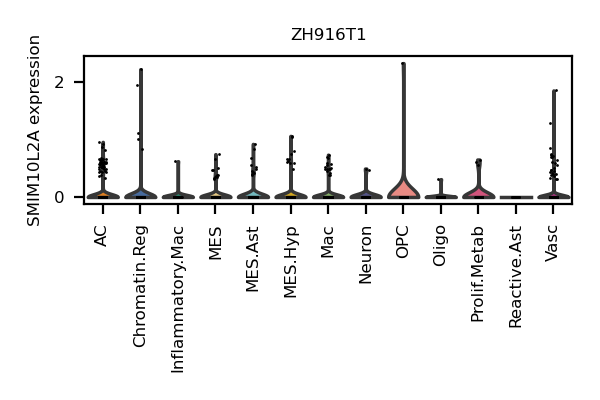 ZH916T1
SMIM10L2A expression
2
0
AC
Chromatin.Reg
Inflammatory.Mac
MES
MES.Ast
MES.Hyp
Mac
Neuron
OPC
Oligo
Prolif.Metab
Reactive.Ast
Vasc